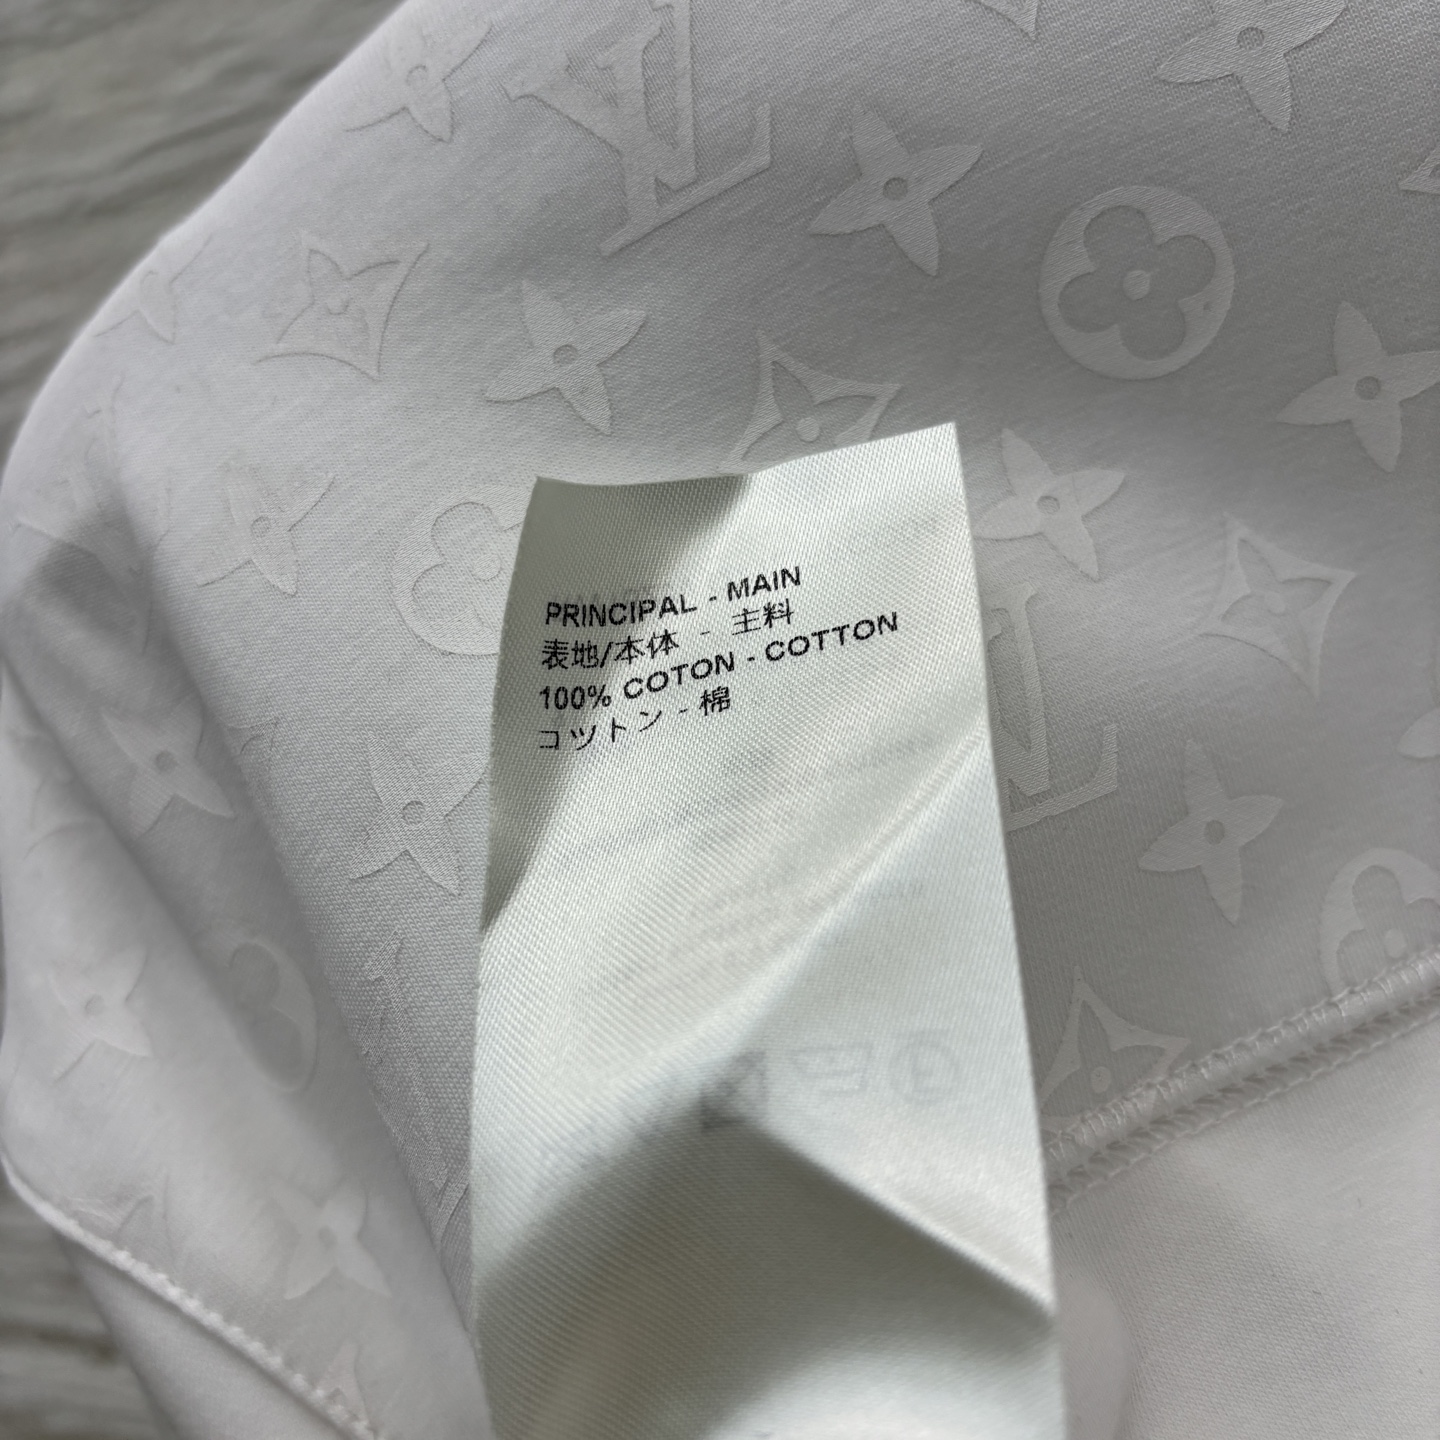 PRINCIPAL - MAIN
表地/本体 - 主料
100% COTON - COTTON
コットン - 棉